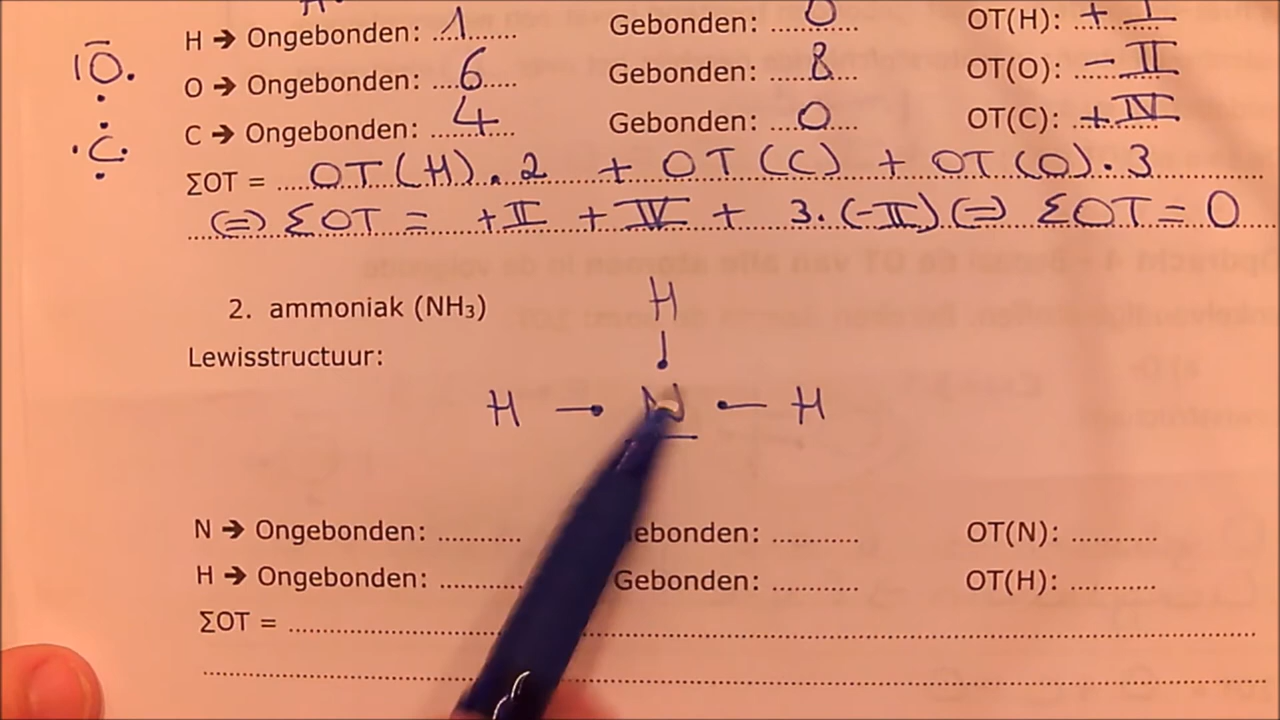 H → Ongebonden: 1 Gebonden: 0 OT(H): + I
|O. O → Ongebonden: 6 Gebonden: 8 OT(O): - II
.C. C → Ongebonden: 4 Gebonden: 0 OT(C): + IV
ΣOT = OT(H).2 + OT(C) + OT(O).3
(=) ΣOT = +II + IV + 3.(-II) (=) ΣOT = 0
2. ammoniak (NH₃)
H
Lewisstructuur:
H N H
N → Ongebonden: Gebonden: OT(N):
H → Ongebonden: Gebonden: OT(H):
ΣOT =